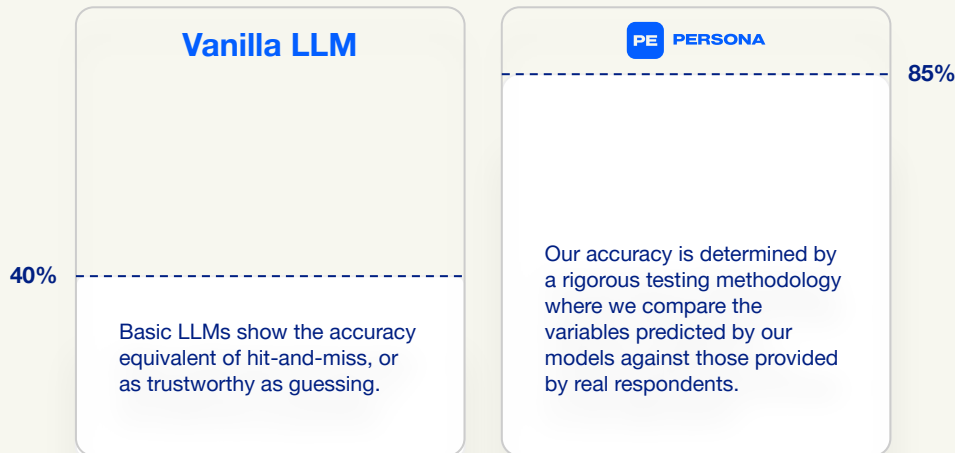 Vanilla LLM
40%
Basic LLMs show the accuracy
equivalent of hit-and-miss, or
as trustworthy as guessing.
PE PERSONA
85%
Our accuracy is determined by
a rigorous testing methodology
where we compare the
variables predicted by our
models against those provided
by real respondents.